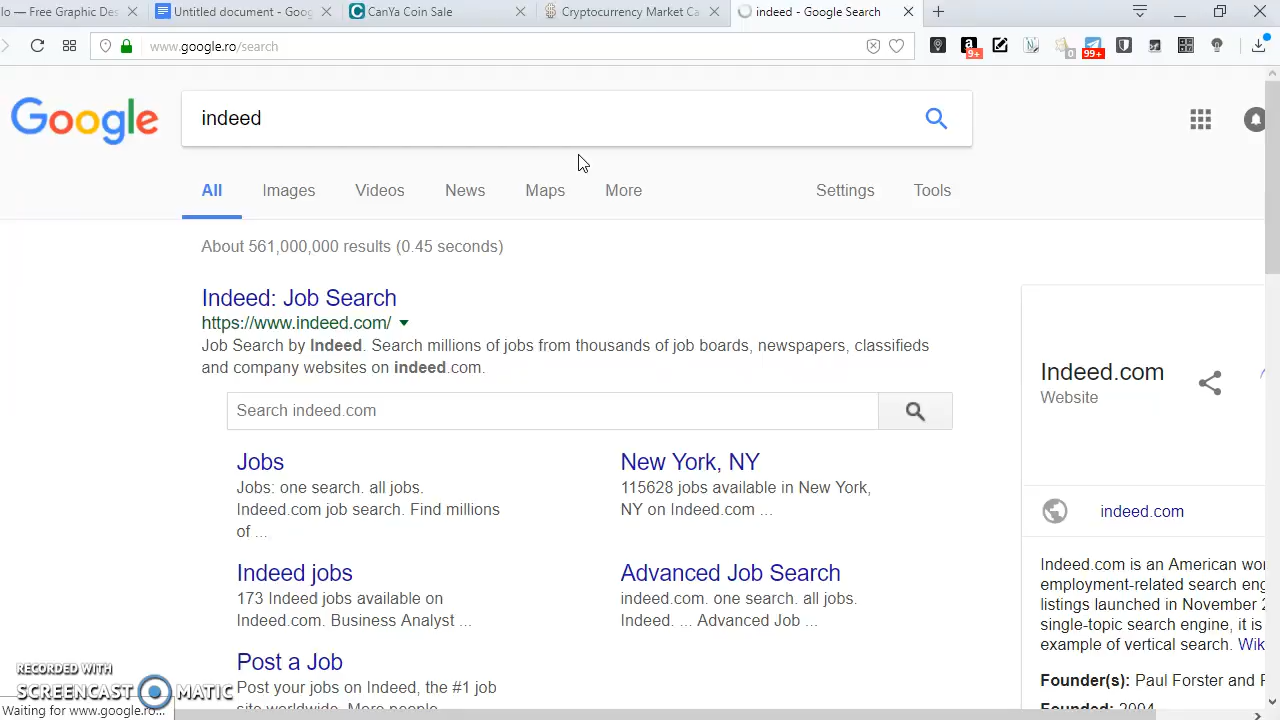 — Free Graphic Des
Untitled document - Goog
CanYa Coin Sale
Cryptocurrency Market Ca
indeed - Google Search
www.google.ro/search
9+
0
99+
Google
indeed
All
Images
Videos
News
Maps
More
Settings
Tools
About 561,000,000 results (0.45 seconds)
Indeed: Job Search
https://www.indeed.com/
Job Search by Indeed. Search millions of jobs from thousands of job boards, newspapers, classifieds
and company websites on indeed.com.
Search indeed.com
Jobs
Jobs: one search. all jobs.
Indeed.com job search. Find millions
of ...
New York, NY
115628 jobs available in New York,
NY on Indeed.com ...
Indeed jobs
173 Indeed jobs available on
Indeed.com. Business Analyst ...
Advanced Job Search
indeed.com. one search. all jobs.
Indeed. ... Advanced Job ...
Post a Job
Post your jobs on Indeed, the #1 job
Indeed.com
Website
indeed.com
Indeed.com is an American wor
employment-related search eng
listings launched in November 2
single-topic search engine, it is
example of vertical search. Wik
Founder(s): Paul Forster and
Founded: 2004
RECORDED WITH
SCREENCAST MATIC
Waiting for www.google.ro...